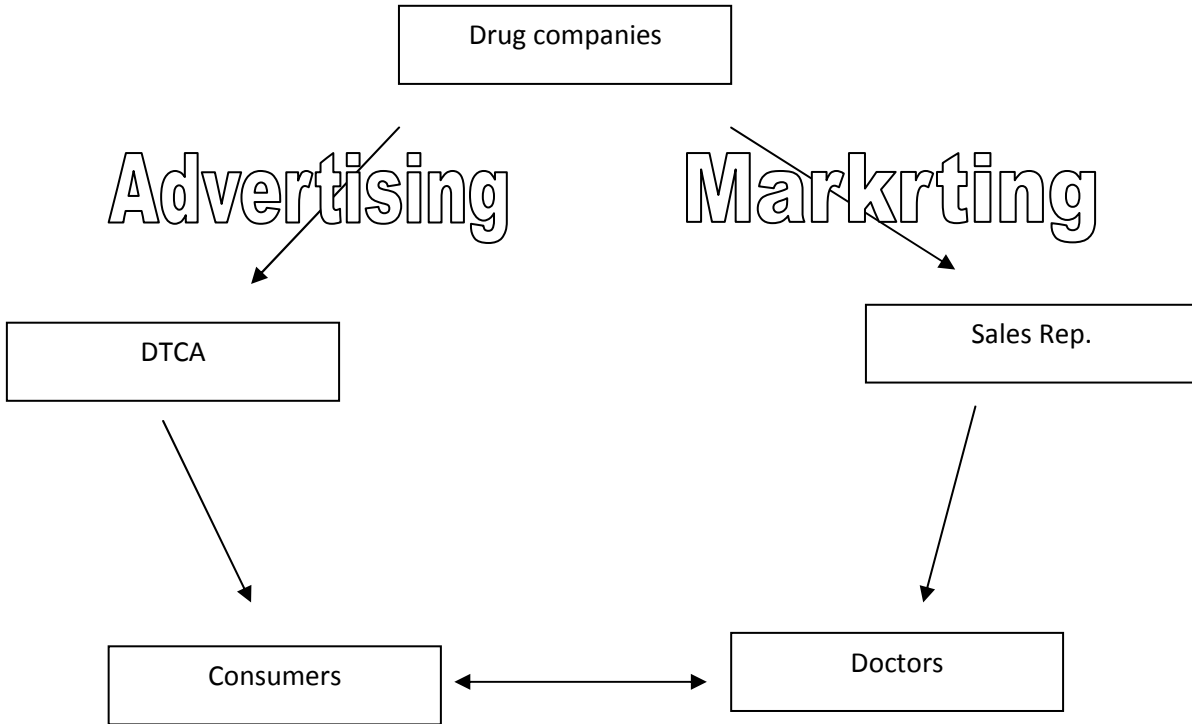 Drug companies
Advertising
Markrting
DTCA
Sales Rep.
Consumers
Doctors